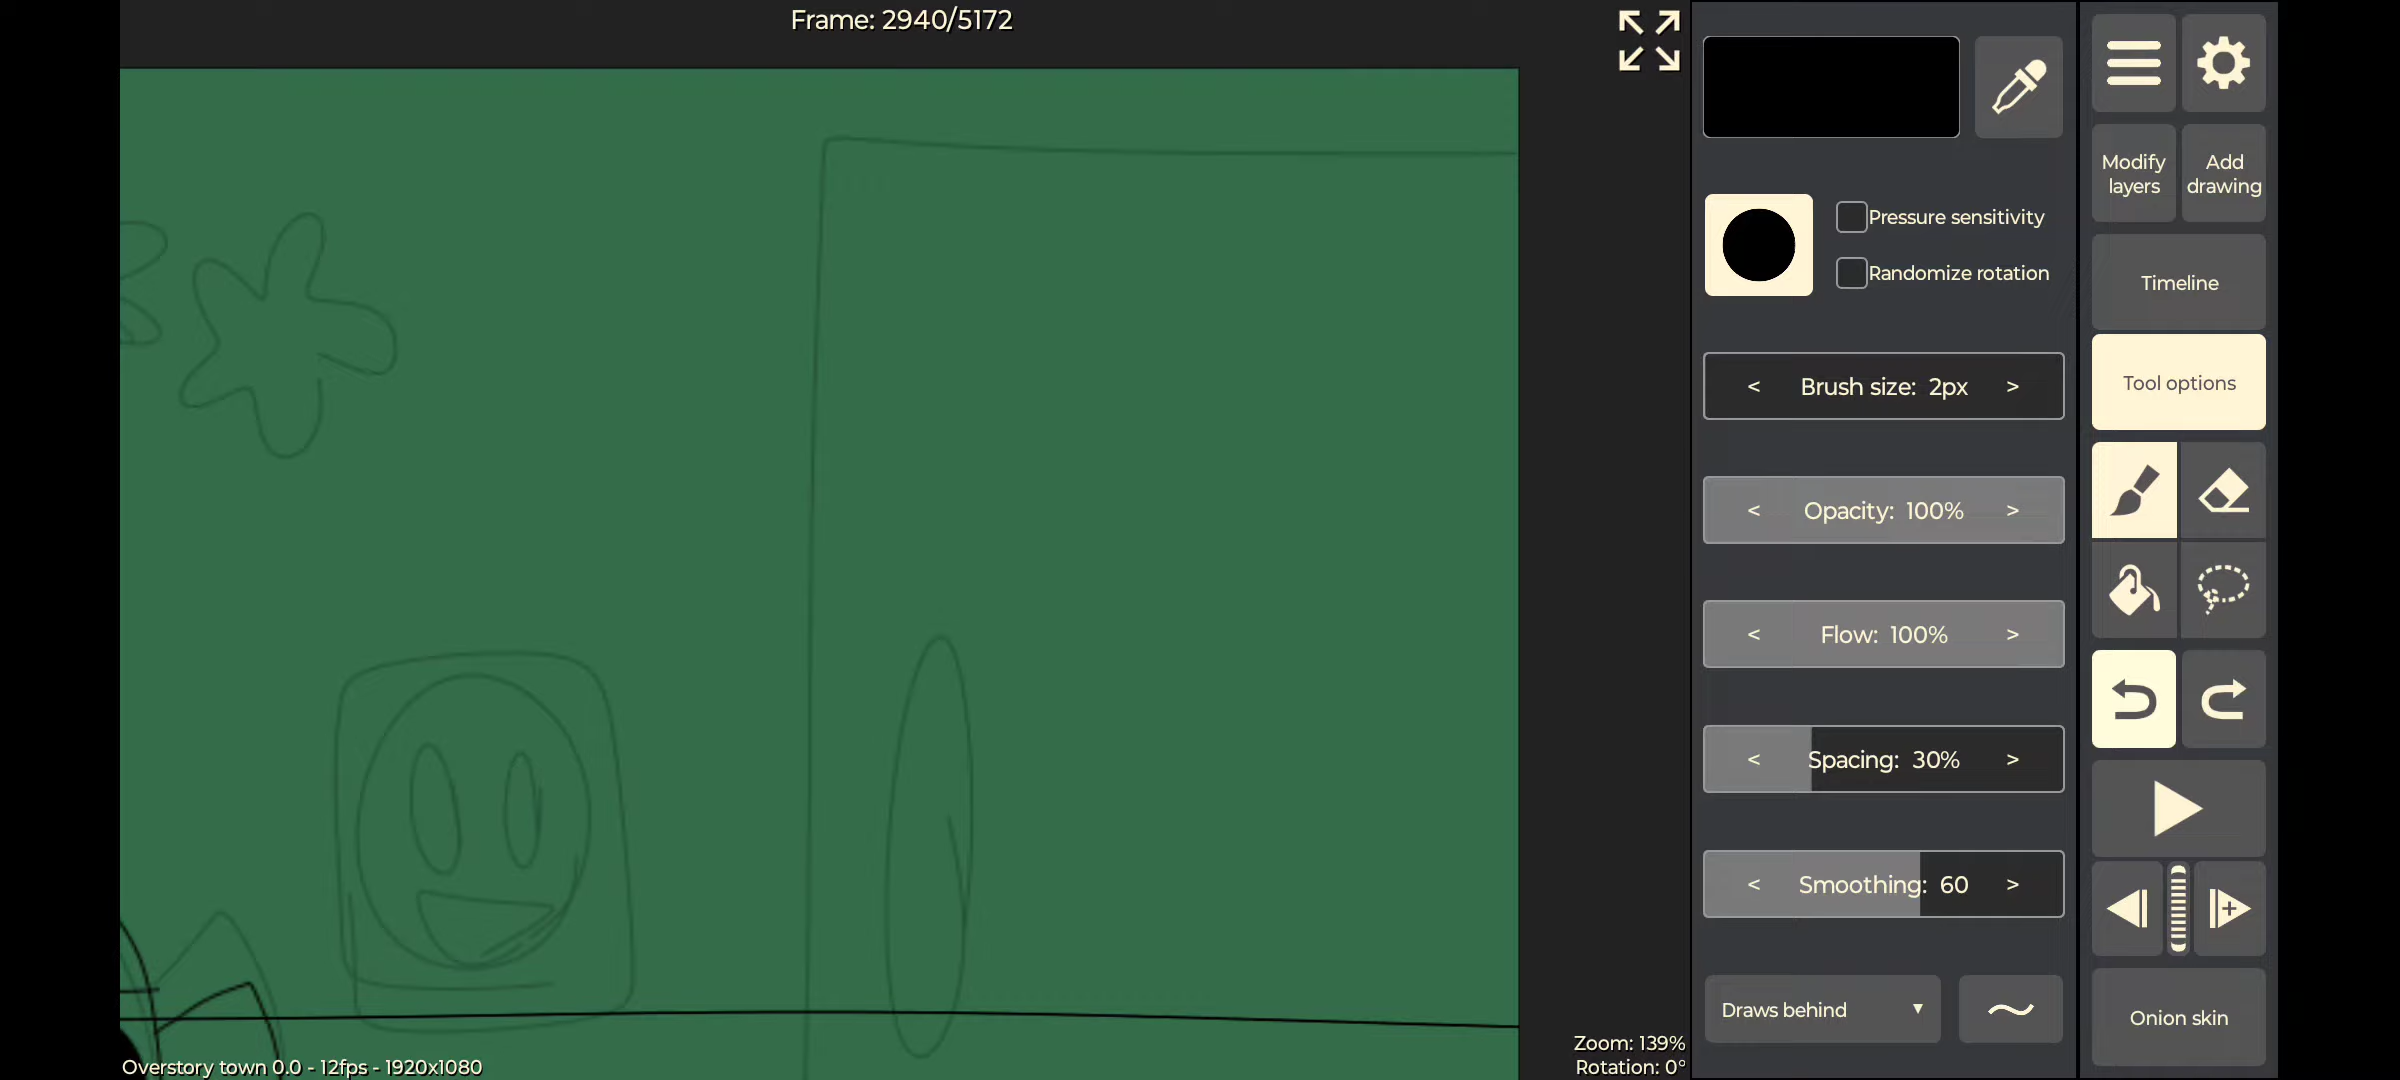 Frame: 2940/5172
Pressure sensitivity
Randomize rotation
< Brush size: 2px >
< Opacity: 100% >
< Flow: 100% >
< Spacing: 30% >
< Smoothing: 60 >
Draws behind ▼
Modify layers
Add drawing
Timeline
Tool options
Onion skin
Zoom: 139%
Rotation: 0°
Overstory town 0.0 - 12fps - 1920x1080